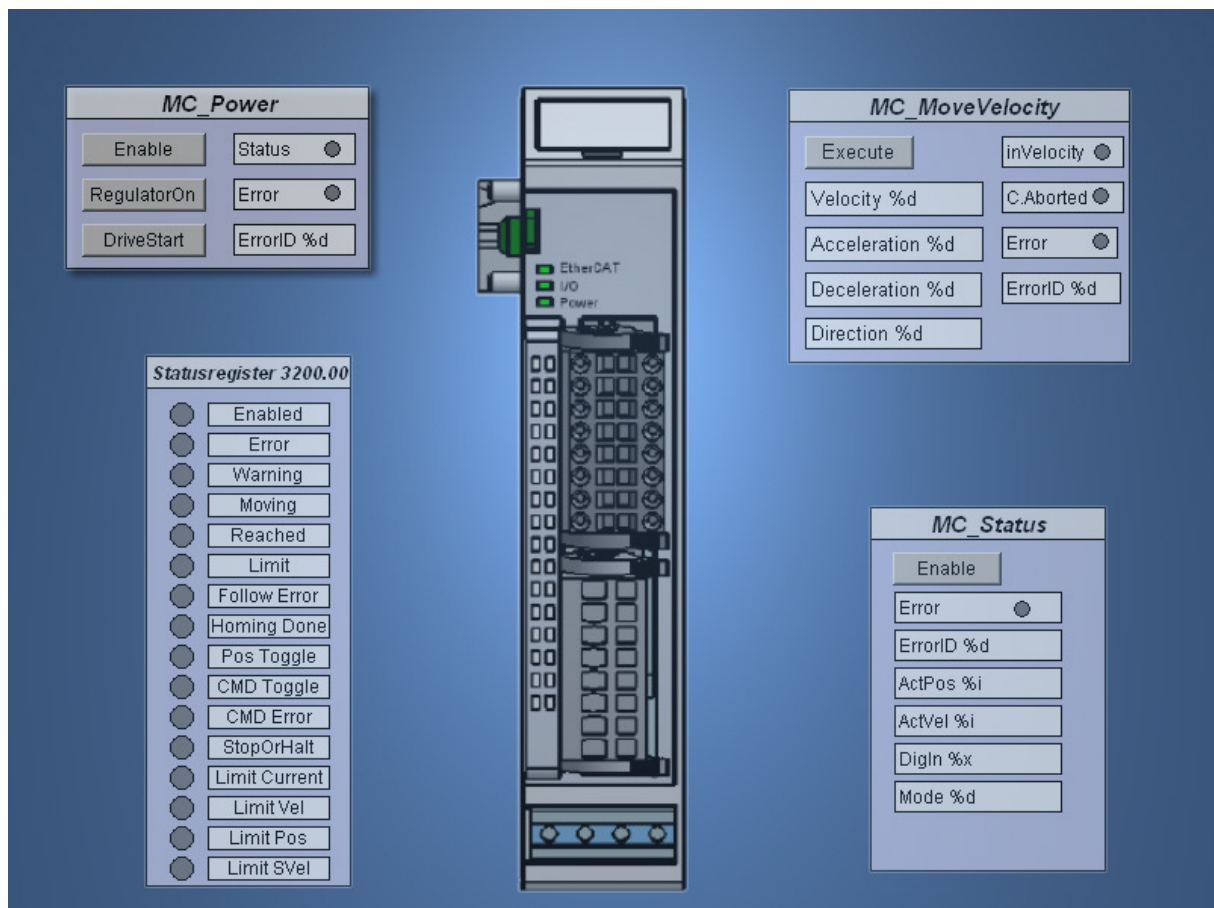 MC_Power
Enable
Status
RegulatorOn
Error
DriveStart
ErrorID %d
EtherCAT
I/O
Power
MC_MoveVelocity
Execute
inVelocity
Velocity %d
C.Aborted
Acceleration %d
Error
Deceleration %d
ErrorID %d
Direction %d
Statusregister 3200.00
Enabled
Error
Warning
Moving
Reached
Limit
Follow Error
Homing Done
Pos Toggle
CMD Toggle
CMD Error
StopOrHalt
Limit Current
Limit Vel
Limit Pos
Limit SVel
MC_Status
Enable
Error
ErrorID %d
ActPos %i
ActVel %i
DigIn %x
Mode %d